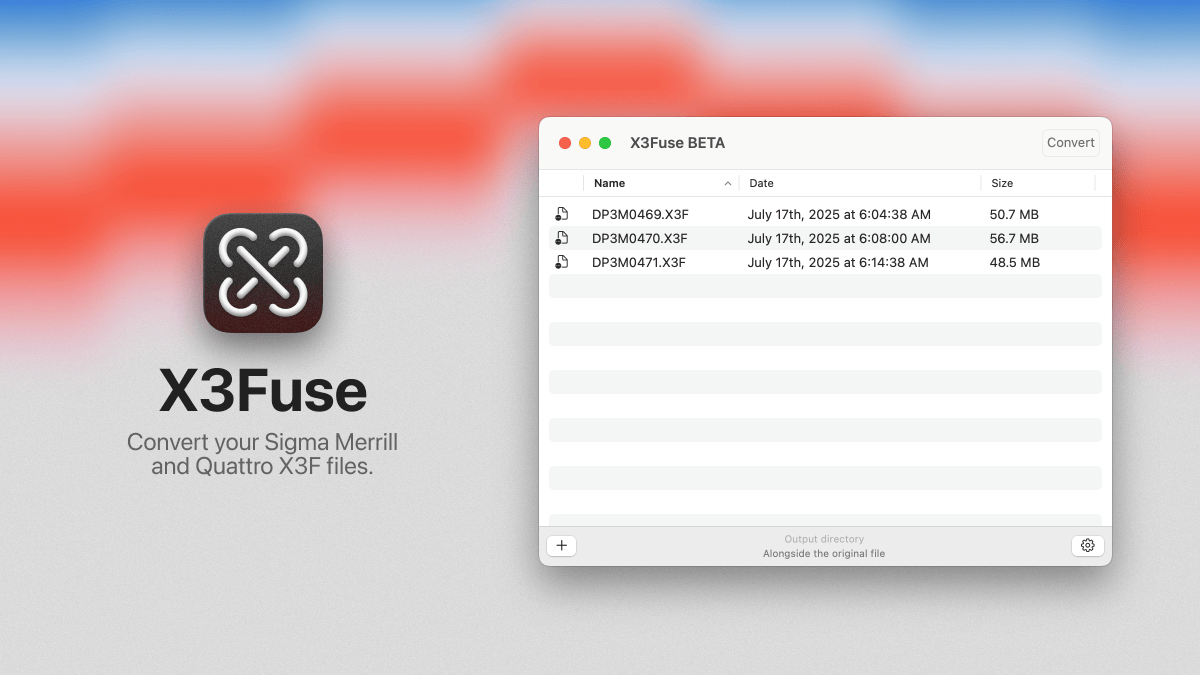 X3Fuse
Convert your Sigma Merrill
and Quattro X3F files.
X3Fuse BETA
Convert
Name Date Size
DP3M0469.X3F July 17th, 2025 at 6:04:38 AM 50.7 MB
DP3M0470.X3F July 17th, 2025 at 6:08:00 AM 56.7 MB
DP3M0471.X3F July 17th, 2025 at 6:14:38 AM 48.5 MB
Output directory
Alongside the original file